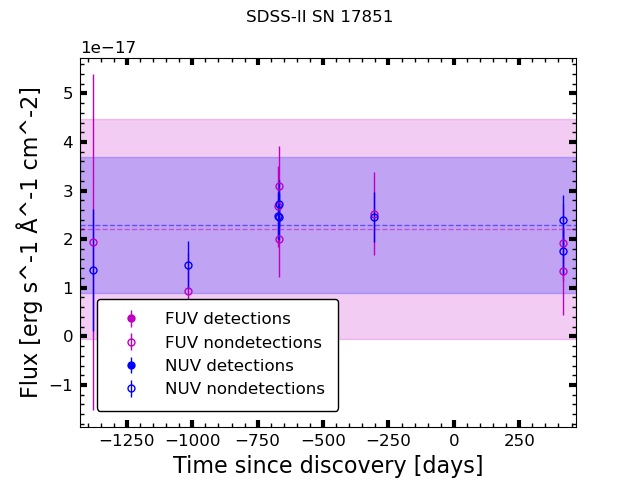 SDSS-II SN 17851
1e−17
5
4
3
2
1
0
−1
Flux [erg s^-1 Å^-1 cm^-2]
FUV detections
FUV nondetections
NUV detections
NUV nondetections
−1250 −1000 −750 −500 −250 0 250
Time since discovery [days]